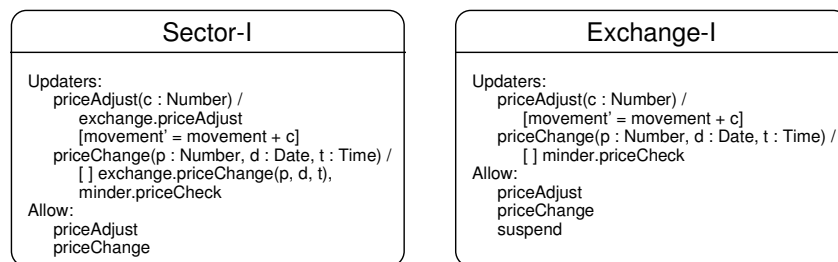 Sector-I
Updaters:
priceAdjust(c : Number) /
exchange.priceAdjust
[movement' = movement + c]
priceChange(p : Number, d : Date, t : Time) /
[ ] exchange.priceChange(p, d, t),
minder.priceCheck
Allow:
priceAdjust
priceChange
Exchange-I
Updaters:
priceAdjust(c : Number) /
[movement' = movement + c]
priceChange(p : Number, d : Date, t : Time) /
[ ] minder.priceCheck
Allow:
priceAdjust
priceChange
suspend